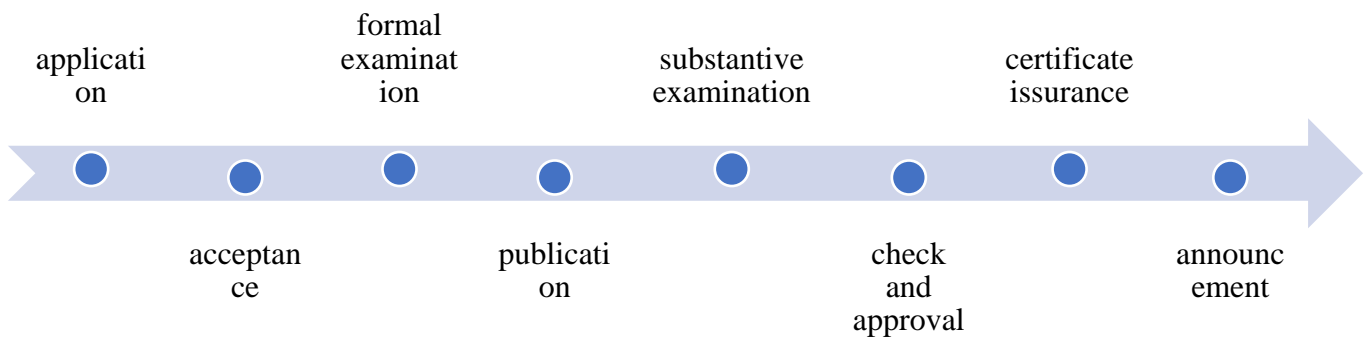 applicati
on
acceptan
ce
formal
examinat
ion
publicati
on
substantive
examination
check
and
approval
certificate
issurance
announc
ement